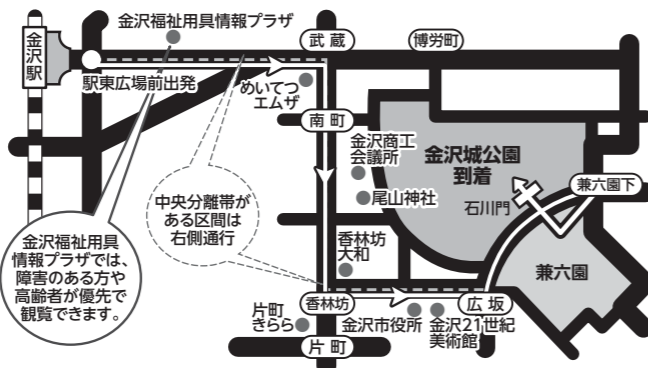 金沢駅
金沢福祉用具情報プラザ
武蔵
博労町
駅東広場前出発
めいてつ
エムザ
南町
金沢商工
会議所
金沢城公園
到着
兼六園下
石川門
尾山神社
中央分離帯が
ある区間は
右側通行
金沢福祉用具
情報プラザでは、
障害のある方や
高齢者が優先で
観覧できます。
香林坊
大和
兼六園
片町
きらら
香林坊
広坂
金沢市役所
金沢21世紀
美術館
片町